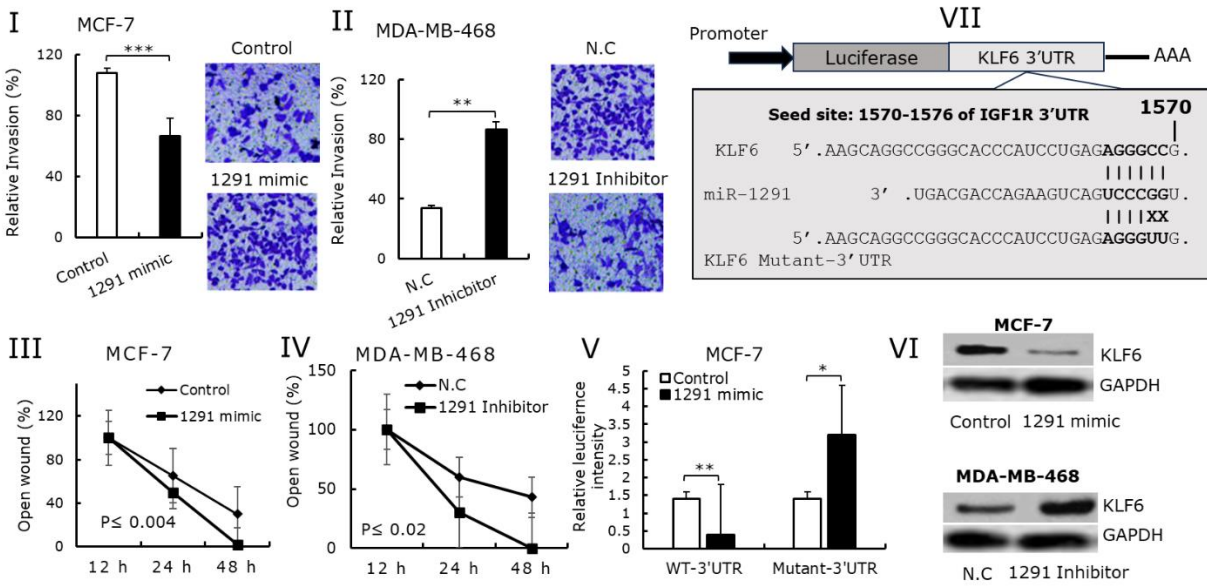 I
MCF-7
Relative Invasion (%)
120
80
40
0
***
Control
1291 mimic
Control
1291 mimic
II
MDA-MB-468
Relative Invasion (%)
120
80
40
0
**
N.C
1291 Inhicbitor
N.C
1291 Inhibitor
VII
Promoter
Luciferase
KLF6 3'UTR
AAA
Seed site: 1570-1576 of IGF1R 3'UTR
1570
KLF6 5'.AAGCAGGCCGGGCACCCAUCCUGAGAGGGCCG.
miR-1291 3' .UGACGACCAGAAGUCAGUCCCGGU.
XX
5'.AAGCAGGCCGGGCACCCAUCCUGAGAGGGUUG.
KLF6 Mutant-3'UTR
III
MCF-7
Open wound (%)
120
80
40
0
Control
1291 mimic
P≤ 0.004
12 h 24 h 48 h
IV
MDA-MB-468
Open wound (%)
150
100
50
0
N.C
1291 Inhibitor
P≤ 0.02
12 h 24 h 48 h
V
MCF-7
Relative leucifernce
intensity
5
4.5
3.2
3
2.5
1.5
1
0.5
0
Control
1291 mimic
**
*
WT-3'UTR Mutant-3'UTR
VI
MCF-7
KLF6
GAPDH
Control 1291 mimic
MDA-MB-468
KLF6
GAPDH
N.C 1291 Inhibitor